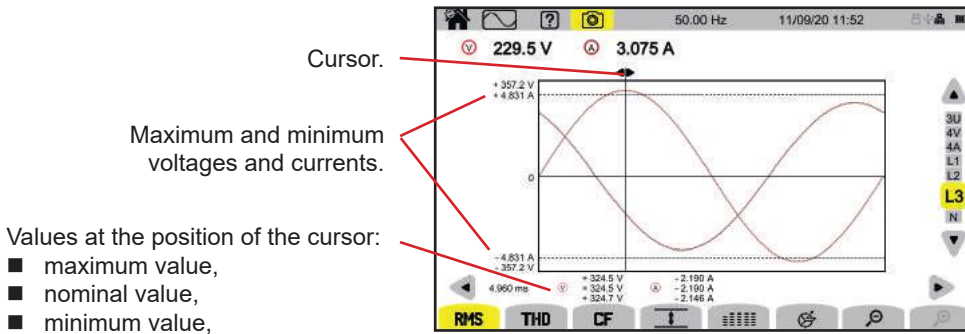 ?
50.00 Hz
11/09/20 11:52
V 229.5 V A 3.075 A
Cursor.
+ 357.2 V
+ 4.831 A
Maximum and minimum
voltages and currents.
0
3U
4V
4A
L1
L2
L3
N
Values at the position of the cursor:
- 4.831 A
- 357.2 V
■ maximum value,
■ nominal value,
■ minimum value,
4.960 ms
V
+ 324.5 V
+ 324.5 V
+ 324.7 V
A
- 2.190 A
- 2.190 A
- 2.146 A
RMS THD CF